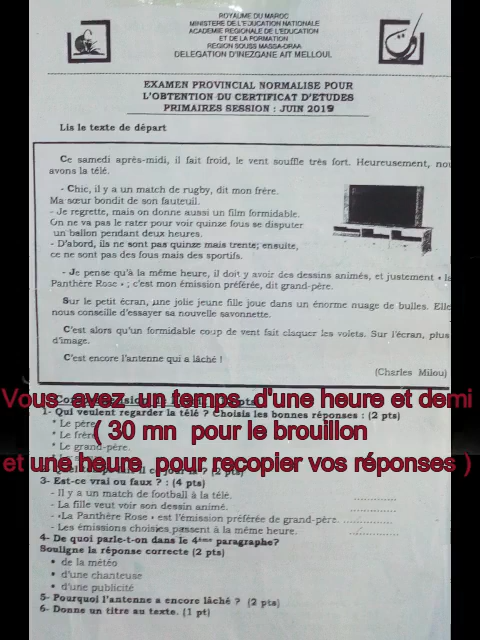 ROYAUME DU MAROC
MINISTERE DE L'EDUCATION NATIONALE
ACADEMIE REGIONALE DE L'EDUCATION
ET DE LA FORMATION
REGION SOUSS MASSA-DRAA
DELEGATION D'INEZGANE AIT MELLOUL
EXAMEN PROVINCIAL NORMALISE POUR
L'OBTENTION DU CERTIFICAT D'ETUDES
PRIMAIRES SESSION : JUIN 2019
Lis le texte de départ
Ce samedi après-midi, il fait froid, le vent souffle très fort. Heureusement, nou
avons la télé.
- Chic, il y a un match de rugby, dit mon frère.
Ma sœur bondit de son fauteuil.
- Je regrette, mais on donne aussi un film formidable.
On ne va pas le rater pour voir quinze fous se disputer
un ballon pendant deux heures.
- D'abord, ils ne sont pas quinze mais trente; ensuite,
ce ne sont pas des fous mais des sportifs.
- Je pense qu'à la même heure, il doit y avoir des dessins animés, et justement « la
Panthère Rose » ; c'est mon émission préférée, dit grand-père.
Sur le petit écran, une jolie jeune fille joue dans un énorme nuage de bulles. Elle
nous conseille d'essayer sa nouvelle savonnette.
C'est alors qu'un formidable coup de vent fait claquer les volets. Sur l'écran, plus
d'image.
C'est encore l'antenne qui a lâché !
(Charles Milou)
Vous avez un temps d'une heure et demi
1- Qui veulent regarder la télé ? Choisis les bonnes réponses : (2 pts)
* Le père
* Le frère
( 30 mn pour le brouillon
* Le grand-père.
et une heure pour recopier vos réponses )
3- Est-ce vrai ou faux ? : (4 pts)
- Il y a un match de football à la télé. ............
- La fille veut voir son dessin animé. ............
- «La Panthère Rose » est l'émission préférée de grand-père. ............
- Les émissions choisies passent à la même heure. ............
4- De quoi parle-t-on dans le 4ème paragraphe?
Souligne la réponse correcte (2 pts)
• de la météo
• d'une chanteuse
• d'une publicité
5- Pourquoi l'antenne a encore lâché ? (2 pts)
6- Donne un titre au texte. (1 pt)